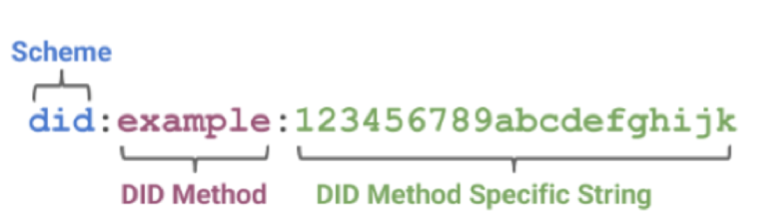 Scheme
did:example:123456789abcdefghijk
DID Method DID Method Specific String